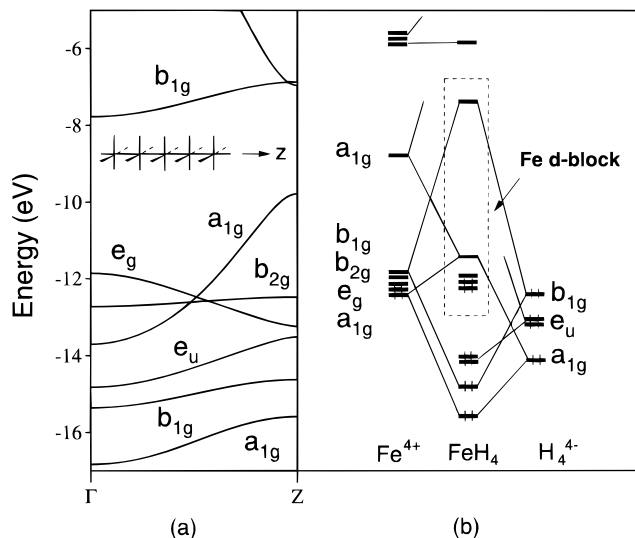 Energy (eV)
-6
-8
-10
-12
-14
-16
b1g
z
a1g
eg
b2g
eu
b1g
a1g
Γ
Z
(a)
a1g
Fe d-block
b1g
b2g
eg
a1g
b1g
eu
a1g
Fe4+
FeH4
H44-
(b)